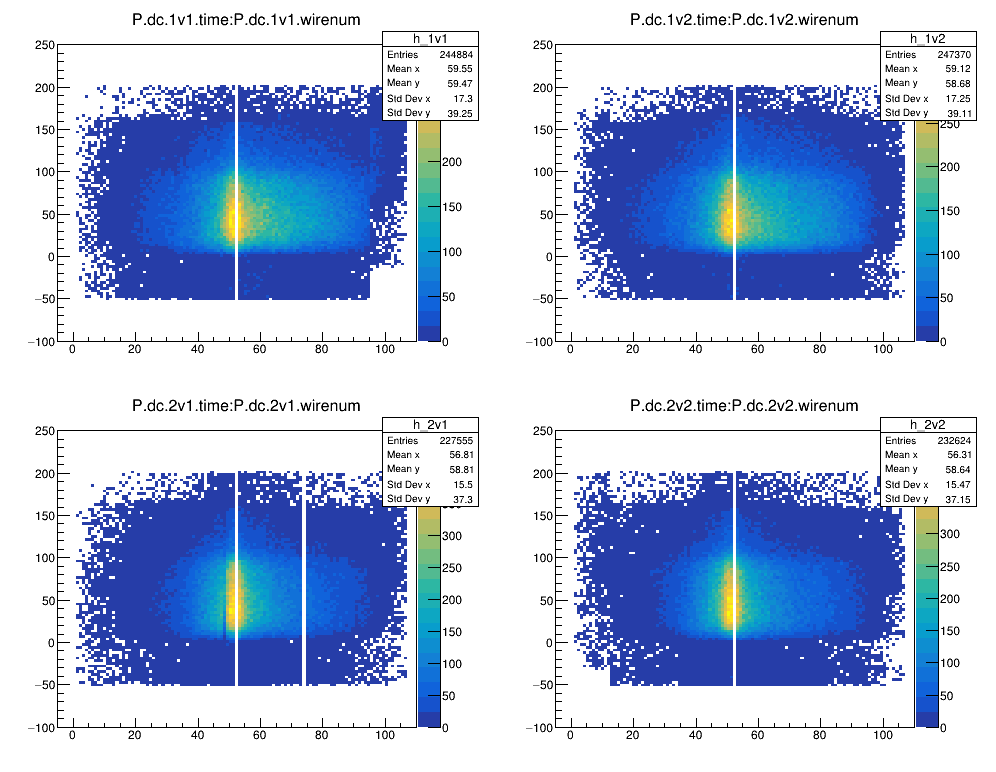 P.dc.1v1.time:P.dc.1v1.wirenum
h_1v1
Entries 244884
Mean x 59.55
Mean y 59.47
Std Dev x 17.3
Std Dev y 39.25
250
200
150
100
50
0
−50
−100
0 20 40 60 80 100
200
150
100
50
0
P.dc.1v2.time:P.dc.1v2.wirenum
h_1v2
Entries 247370
Mean x 59.12
Mean y 58.68
Std Dev x 17.25
Std Dev y 39.11
250
200
150
100
50
0
−50
−100
0 20 40 60 80 100
250
200
150
100
50
0
P.dc.2v1.time:P.dc.2v1.wirenum
h_2v1
Entries 227555
Mean x 56.81
Mean y 58.81
Std Dev x 15.5
Std Dev y 37.3
250
200
150
100
50
0
−50
−100
0 20 40 60 80 100
300
250
200
150
100
50
0
P.dc.2v2.time:P.dc.2v2.wirenum
h_2v2
Entries 232624
Mean x 56.31
Mean y 58.64
Std Dev x 15.47
Std Dev y 37.15
250
200
150
100
50
0
−50
−100
0 20 40 60 80 100
300
250
200
150
100
50
0